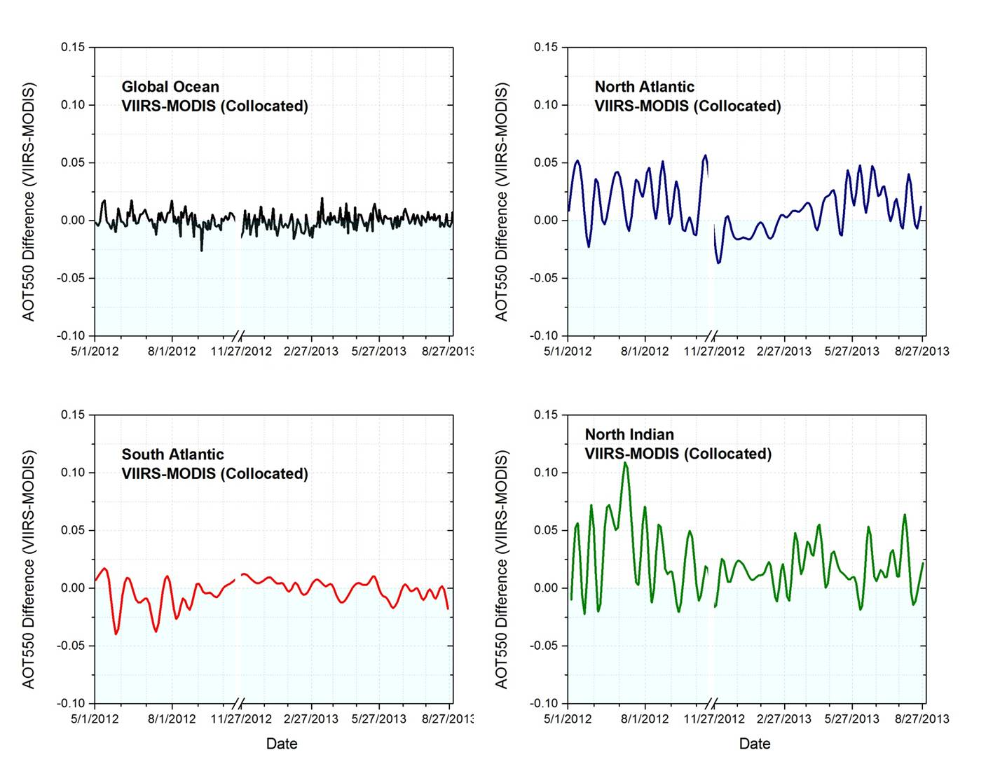 0.15
0.10
0.05
0.00
-0.05
-0.10
AOT550 Difference (VIIRS-MODIS)
Global Ocean
VIIRS-MODIS (Collocated)
5/1/2012 8/1/2012 11/27/2012 2/27/2013 5/27/2013 8/27/2013
0.15
0.10
0.05
0.00
-0.05
-0.10
AOT550 Difference (VIIRS-MODIS)
North Atlantic
VIIRS-MODIS (Collocated)
5/1/2012 8/1/2012 11/27/2012 2/27/2013 5/27/2013 8/27/2013
0.15
0.10
0.05
0.00
-0.05
-0.10
AOT550 Difference (VIIRS-MODIS)
South Atlantic
VIIRS-MODIS (Collocated)
5/1/2012 8/1/2012 11/27/2012 2/27/2013 5/27/2013 8/27/2013
Date
0.15
0.10
0.05
0.00
-0.05
-0.10
AOT550 Difference (VIIRS-MODIS)
North Indian
VIIRS-MODIS (Collocated)
5/1/2012 8/1/2012 11/27/2012 2/27/2013 5/27/2013 8/27/2013
Date